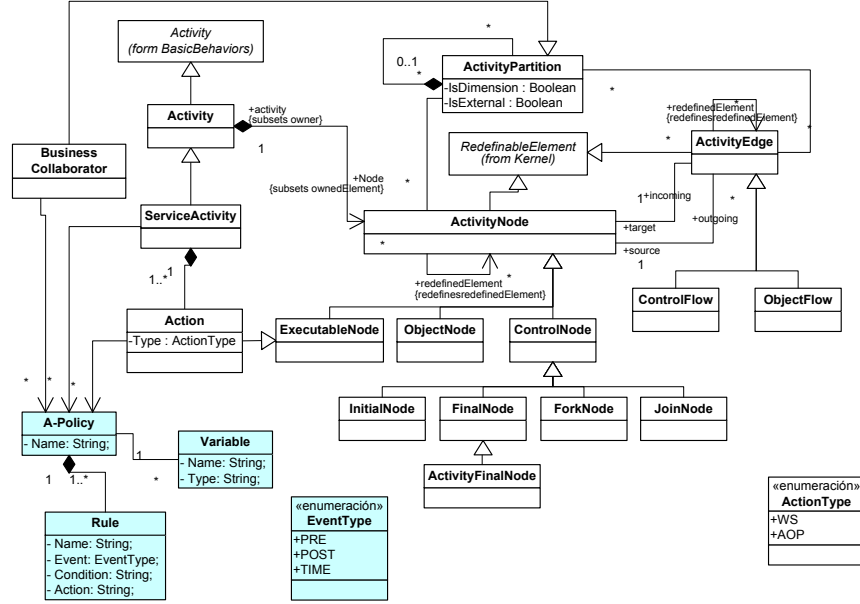 Activity
(form BasicBehaviors)
*
0..1
*
ActivityPartition
-IsDimension : Boolean
-IsExternal : Boolean
*
+redefinedElement
*
{redefinesredefinedElement}
Activity
+activity
{subsets owner}
1
RedefinableElement
(from Kernel)
*
ActivityEdge
*
Business
Collaborator
+Node
{subsets ownedElement}
*
1
+incoming
*
+outgoing
ServiceActivity
ActivityNode
*
+target
+source
1
1..*
1
+redefinedElement
*
{redefinesredefinedElement}
ControlFlow
ObjectFlow
Action
-Type : ActionType
ExecutableNode
ObjectNode
ControlNode
*
*
*
InitialNode
FinalNode
ForkNode
JoinNode
A-Policy
- Name: String;
1
Variable
- Name: String;
- Type: String;
*
1
1..*
ActivityFinalNode
Rule
- Name: String;
- Event: EventType;
- Condition: String;
- Action: String;
«enumeración»
EventType
+PRE
+POST
+TIME
«enumeración»
ActionType
+WS
+AOP